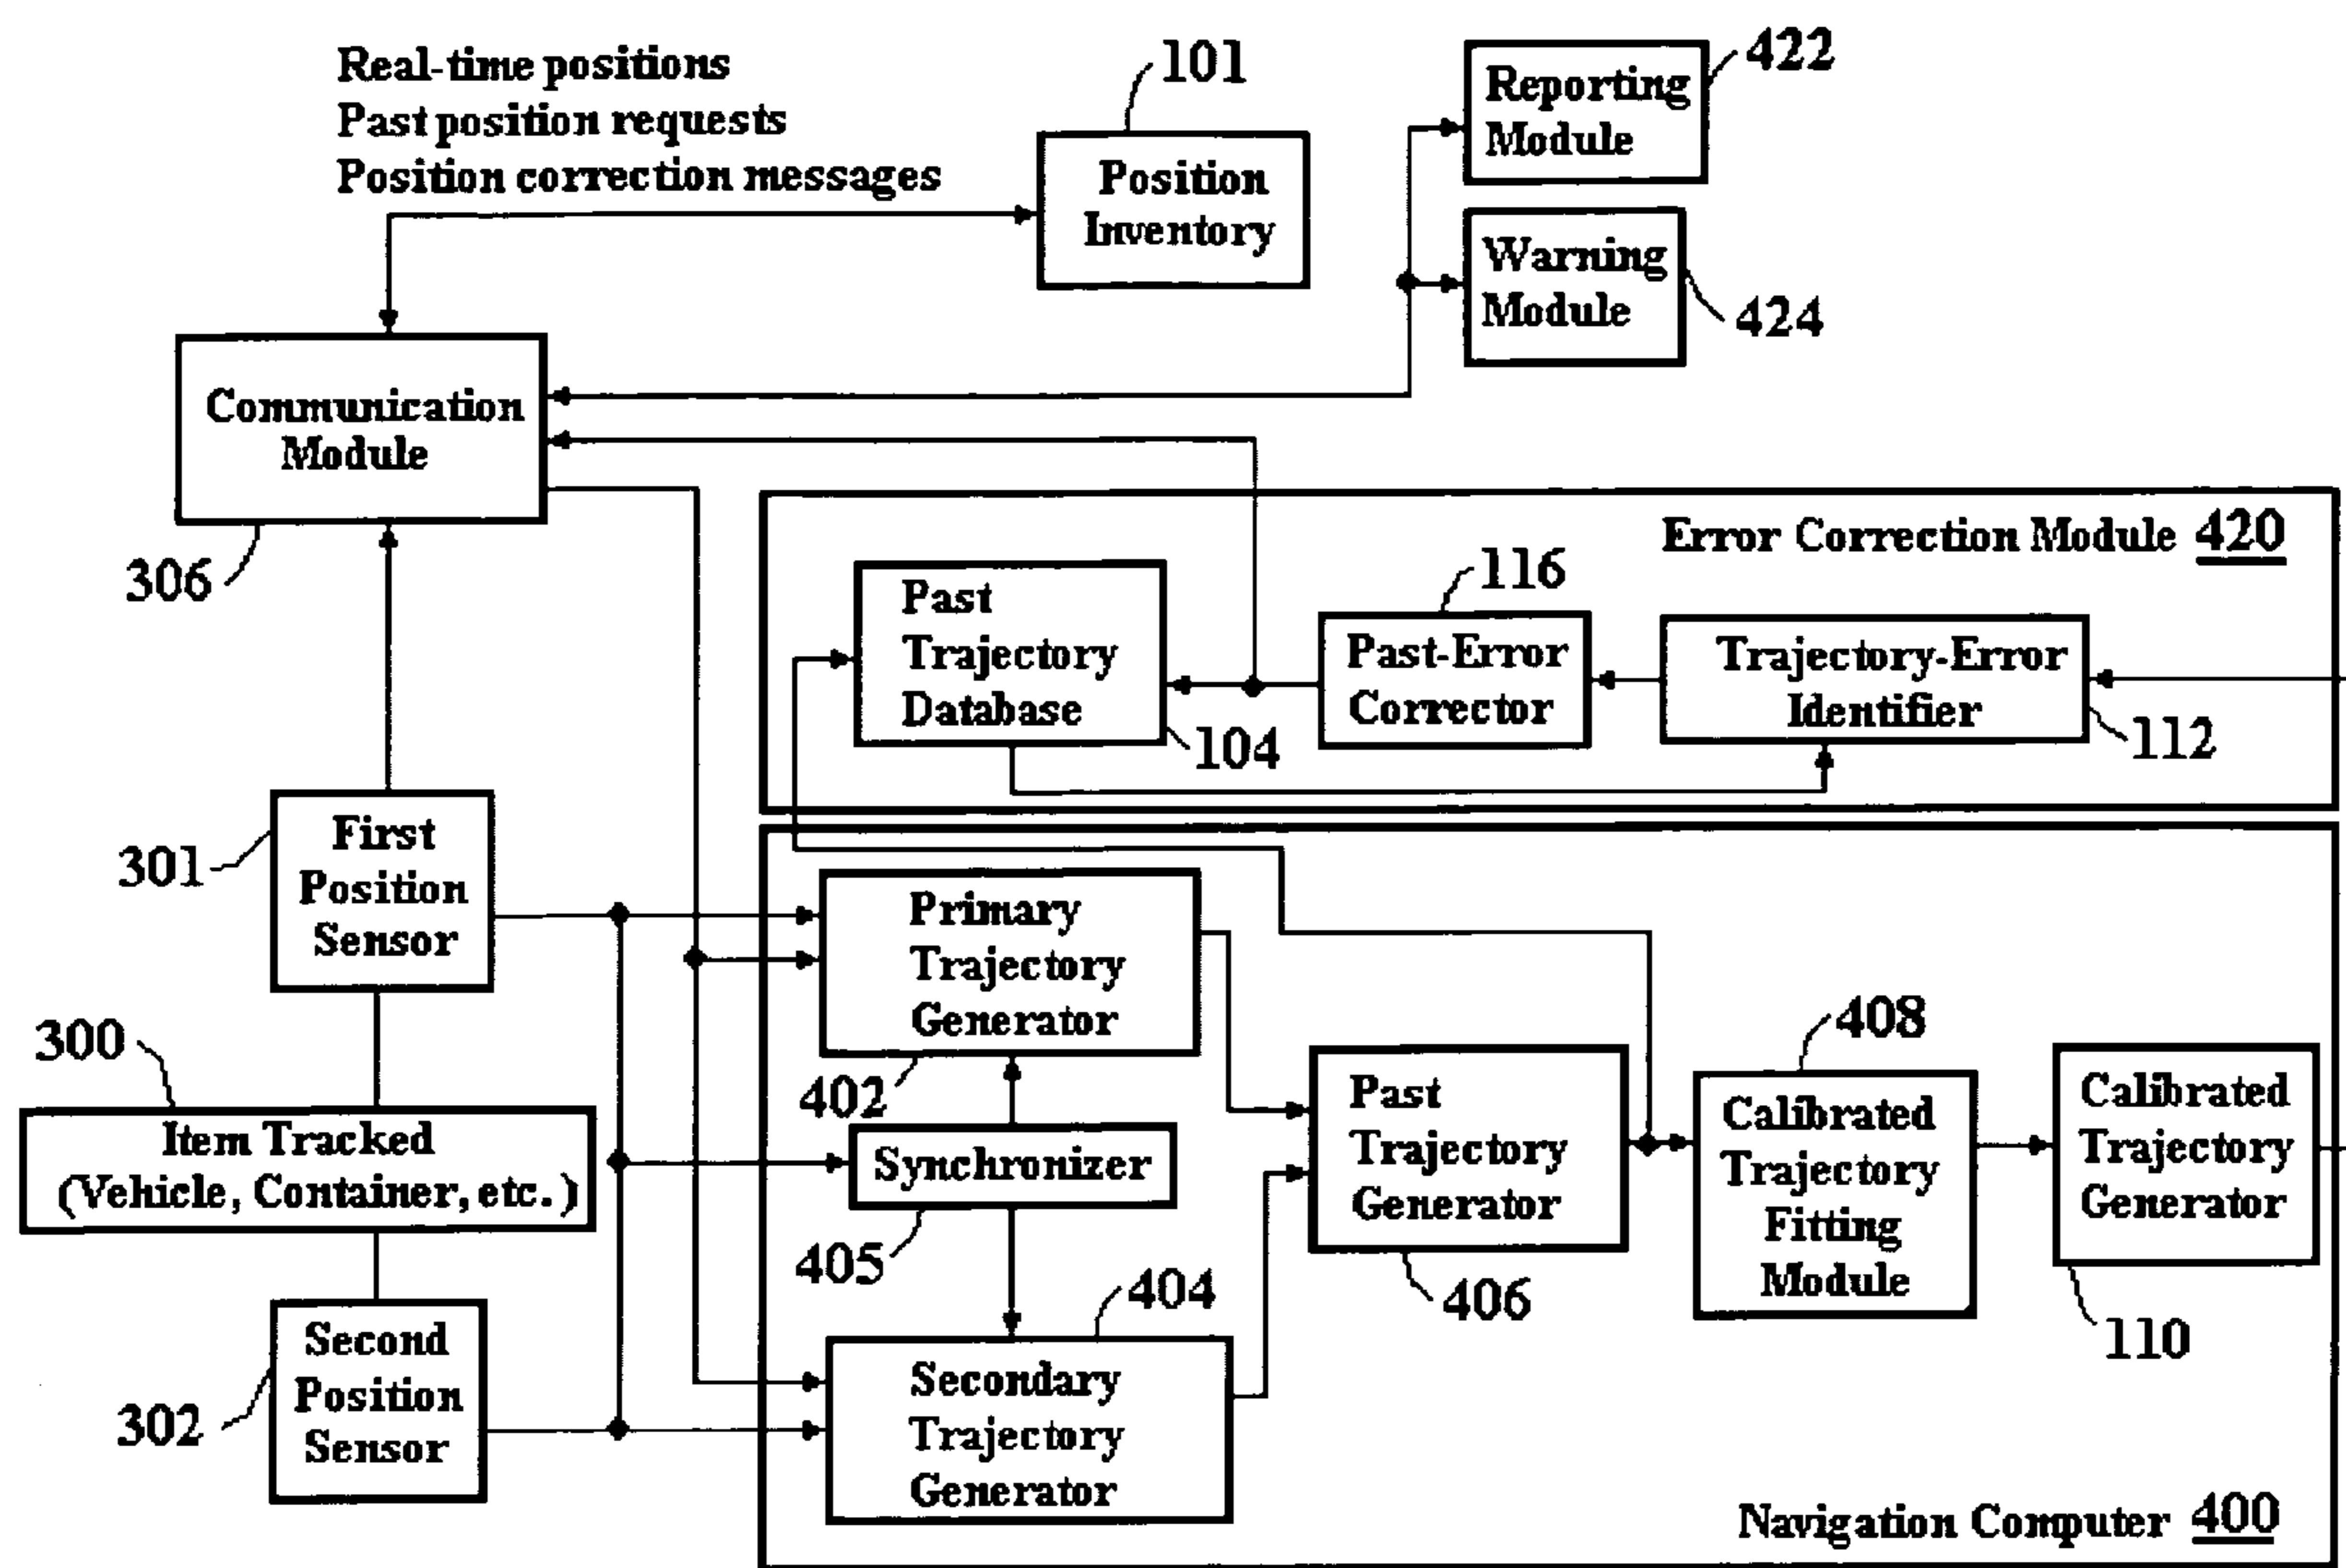 Real-time positions
Past position requests
Position correction messages
101
Position
Inventory
422
Reporting
Module
Warning
Module
424
Communication
Module
306
Error Correction Module 420
Past
Trajectory
Database
104
116
Past-Error
Corrector
Trajectory-Error
Identifier
112
301
First
Position
Sensor
Primary
Trajectory
Generator
402
300
Item Tracked
(Vehicle, Container, etc.)
Synchronizer
405
Past
Trajectory
Generator
406
408
Calibrated
Trajectory
Fitting
Module
Calibrated
Trajectory
Generator
110
302
Second
Position
Sensor
404
Secondary
Trajectory
Generator
Navigation Computer 400